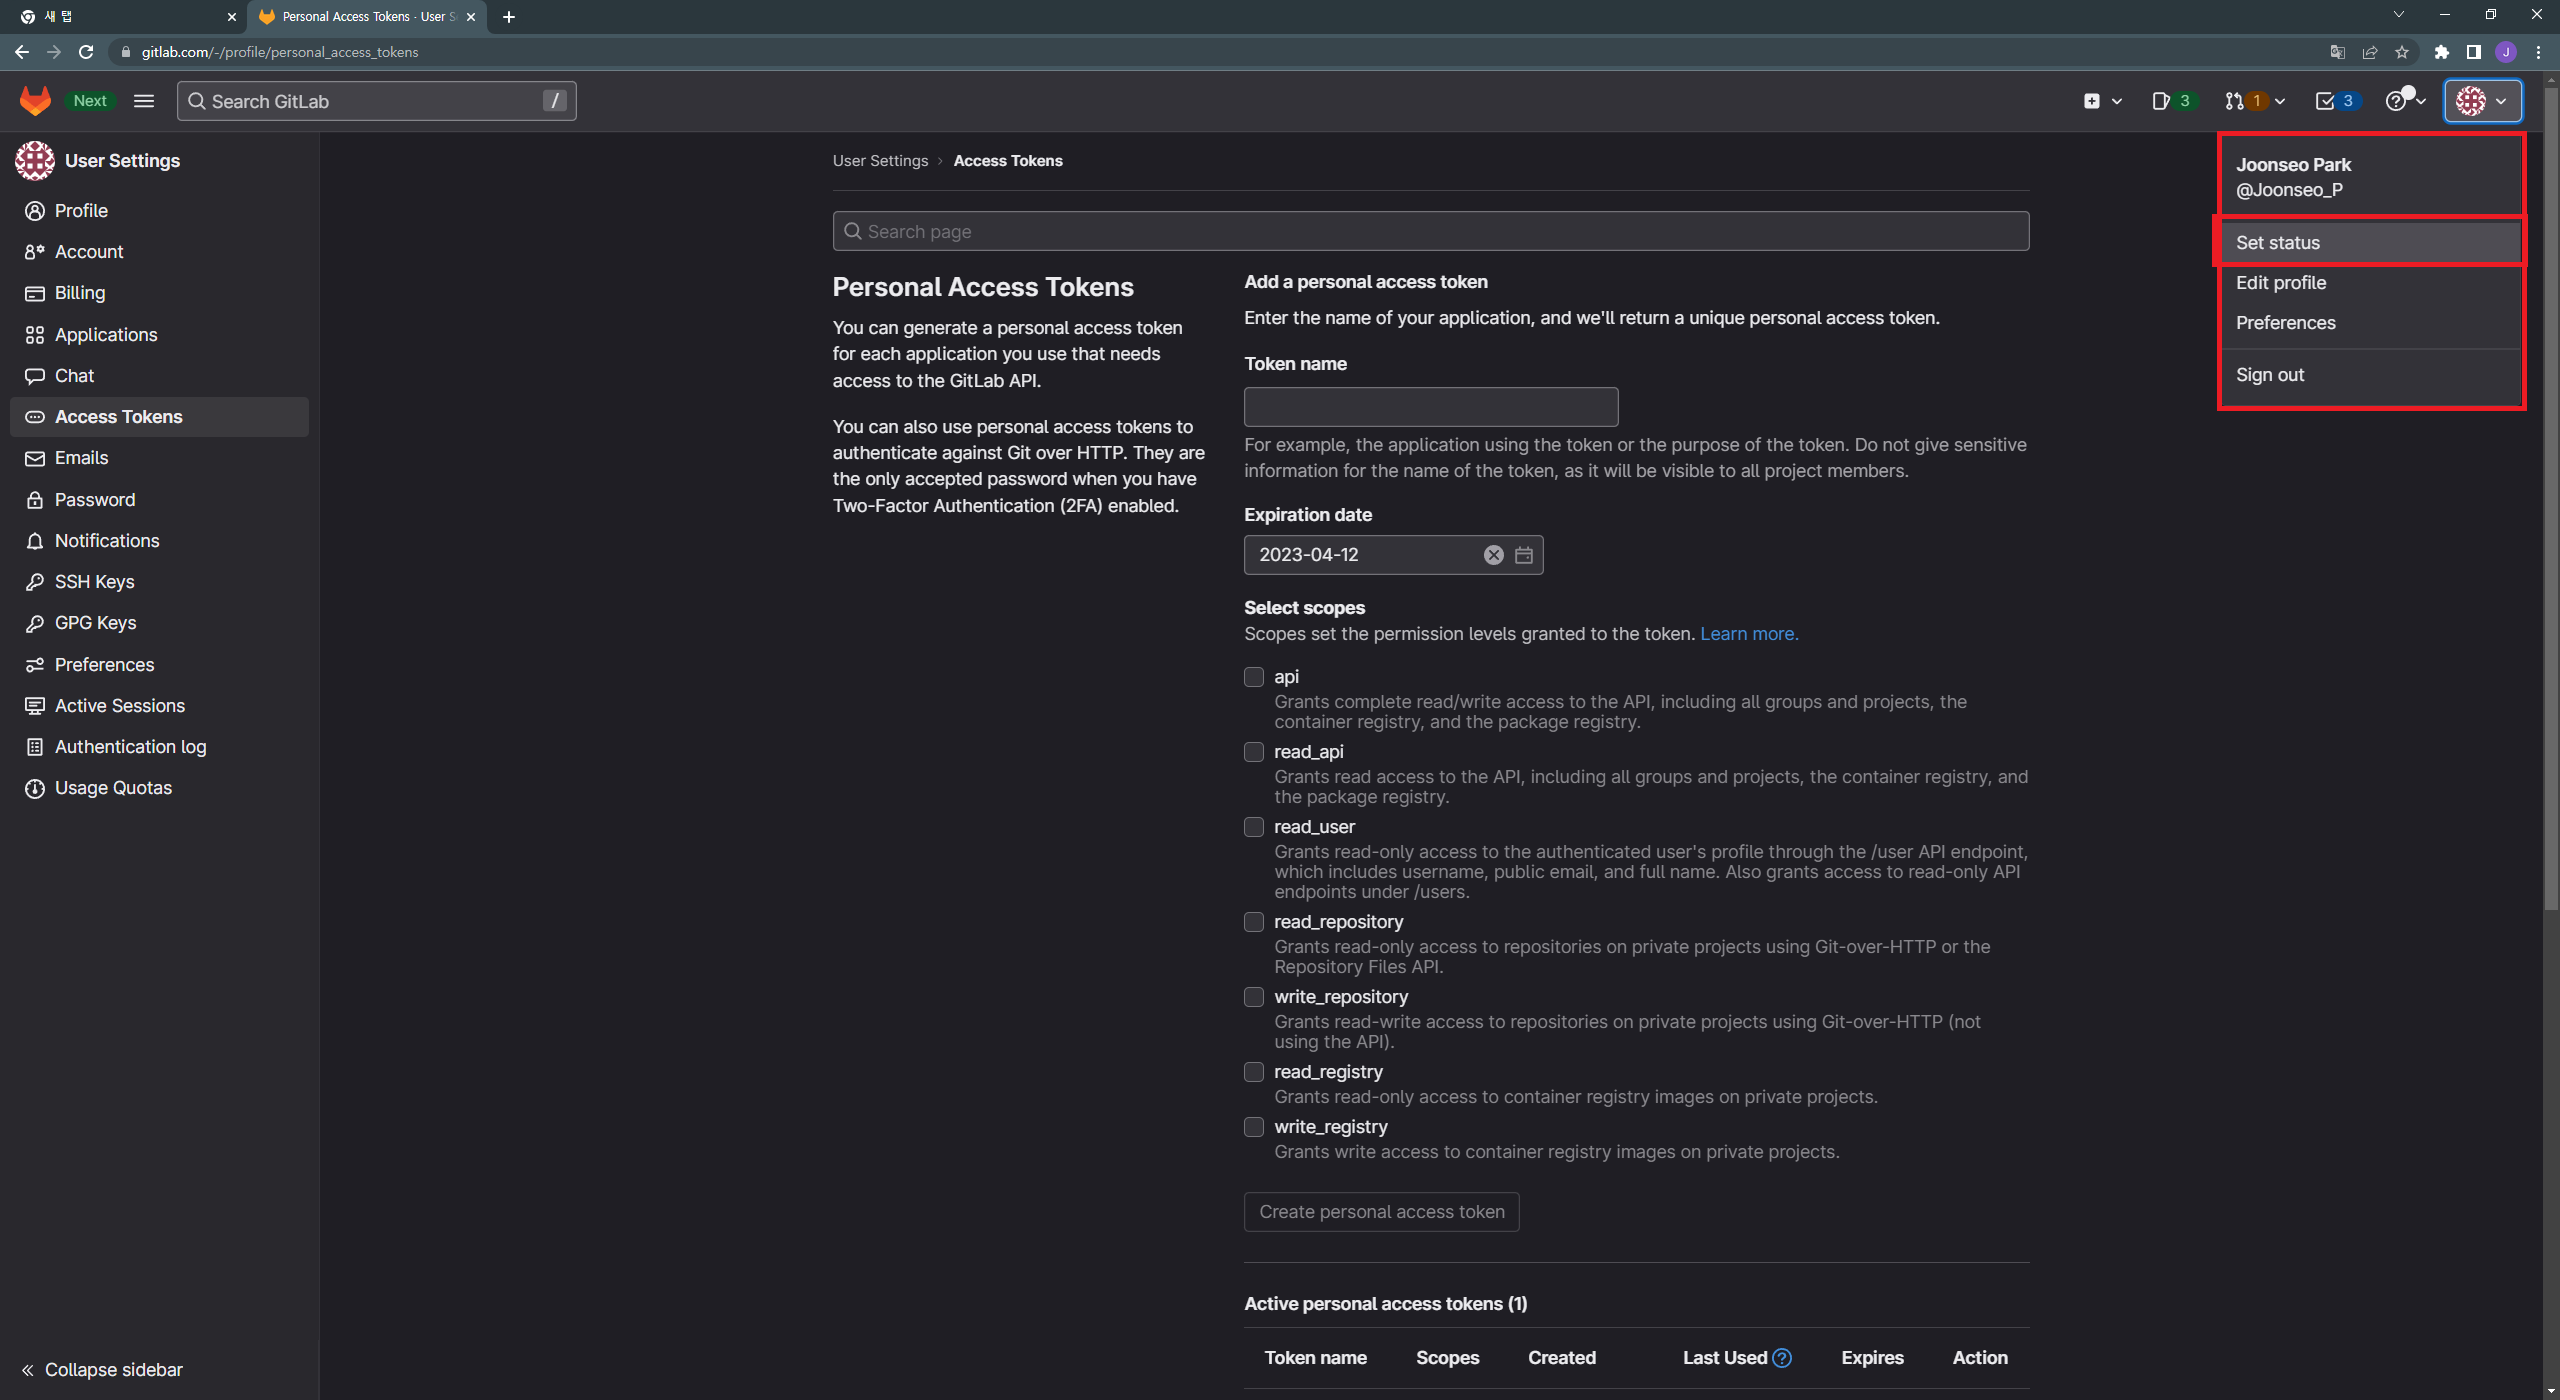 새 탭
Personal Access Tokens · User S
gitlab.com/-/profile/personal_access_tokens
J
Next
Search GitLab
/
3
1
3
User Settings
Profile
Account
Billing
Applications
Chat
Access Tokens
Emails
Password
Notifications
SSH Keys
GPG Keys
Preferences
Active Sessions
Authentication log
Usage Quotas
Collapse sidebar
User Settings › Access Tokens
Search page
Personal Access Tokens
You can generate a personal access token
for each application you use that needs
access to the GitLab API.
You can also use personal access tokens to
authenticate against Git over HTTP. They are
the only accepted password when you have
Two-Factor Authentication (2FA) enabled.
Add a personal access token
Enter the name of your application, and we'll return a unique personal access token.
Token name
For example, the application using the token or the purpose of the token. Do not give sensitive
information for the name of the token, as it will be visible to all project members.
Expiration date
2023-04-12
Select scopes
Scopes set the permission levels granted to the token. Learn more.
api
Grants complete read/write access to the API, including all groups and projects, the
container registry, and the package registry.
read_api
Grants read access to the API, including all groups and projects, the container registry, and
the package registry.
read_user
Grants read-only access to the authenticated user's profile through the /user API endpoint,
which includes username, public email, and full name. Also grants access to read-only API
endpoints under /users.
read_repository
Grants read-only access to repositories on private projects using Git-over-HTTP or the
Repository Files API.
write_repository
Grants read-write access to repositories on private projects using Git-over-HTTP (not
using the API).
read_registry
Grants read-only access to container registry images on private projects.
write_registry
Grants write access to container registry images on private projects.
Create personal access token
Active personal access tokens (1)
Token name Scopes Created Last Used Expires Action
Joonseo Park
@Joonseo_P
Set status
Edit profile
Preferences
Sign out